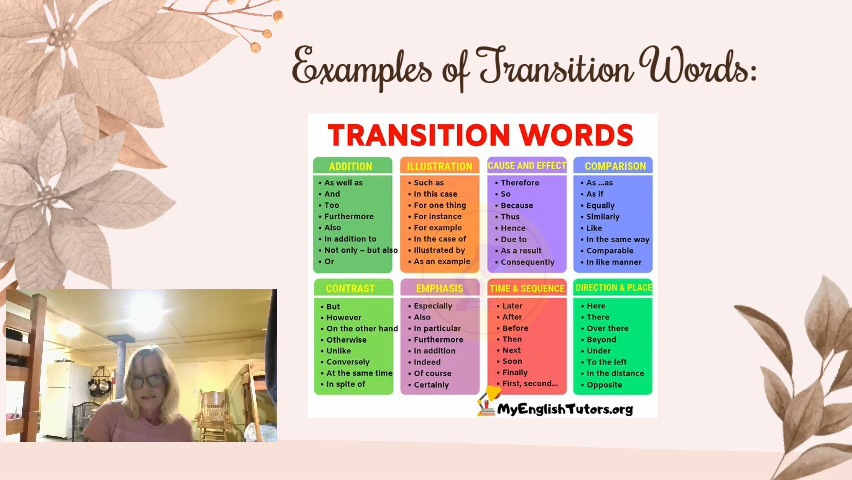 Examples of Transition Words:
TRANSITION WORDS
ADDITION
• As well as
• And
• Too
• Furthermore
• Also
• In addition to
• Not only – but also
• Or
ILLUSTRATION
• Such as
• In this case
• For one thing
• For instance
• For example
• In the case of
• Illustrated by
• As an example
CAUSE AND EFFECT
• Therefore
• So
• Because
• Thus
• Hence
• Due to
• As a result
• Consequently
COMPARISON
• As ...as
• As if
• Equally
• Similarly
• Like
• In the same way
• Comparable
• In like manner
CONTRAST
• But
• However
• On the other hand
• Otherwise
• Unlike
• Conversely
• At the same time
• In spite of
EMPHASIS
• Especially
• Also
• In particular
• Furthermore
• In addition
• Indeed
• Of course
• Certainly
TIME & SEQUENCE
• Later
• After
• Before
• Then
• Next
• Soon
• Finally
• First, second...
DIRECTION & PLACE
• Here
• There
• Over there
• Beyond
• Under
• To the left
• In the distance
• Opposite
MyEnglishTutors.org